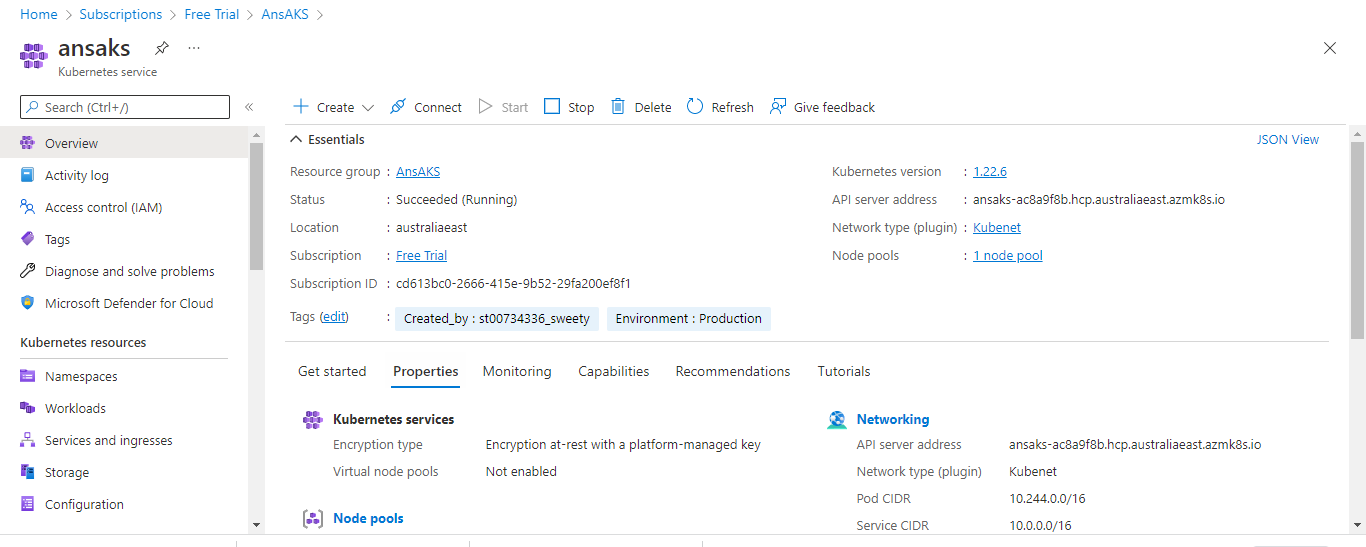 Home > Subscriptions > Free Trial > AnsAKS >
ansaks
Kubernetes service
Search (Ctrl+/)
Overview
Activity log
Access control (IAM)
Tags
Diagnose and solve problems
Microsoft Defender for Cloud
Kubernetes resources
Namespaces
Workloads
Services and ingresses
Storage
Configuration
Create Connect Start Stop Delete Refresh Give feedback
Essentials JSON View
Resource group : AnsAKS
Status : Succeeded (Running)
Location : australiaeast
Subscription : Free Trial
Subscription ID : cd613bc0-2666-415e-9b52-29fa200ef8f1
Kubernetes version : 1.22.6
API server address : ansaks-ac8a9f8b.hcp.australiaeast.azmk8s.io
Network type (plugin) : Kubenet
Node pools : 1 node pool
Tags (edit) : Created_by : st00734336_sweety Environment : Production
Get started Properties Monitoring Capabilities Recommendations Tutorials
Kubernetes services
Encryption type Encryption at-rest with a platform-managed key
Virtual node pools Not enabled
Node pools
Networking
API server address ansaks-ac8a9f8b.hcp.australiaeast.azmk8s.io
Network type (plugin) Kubenet
Pod CIDR 10.244.0.0/16
Service CIDR 10.0.0.0/16